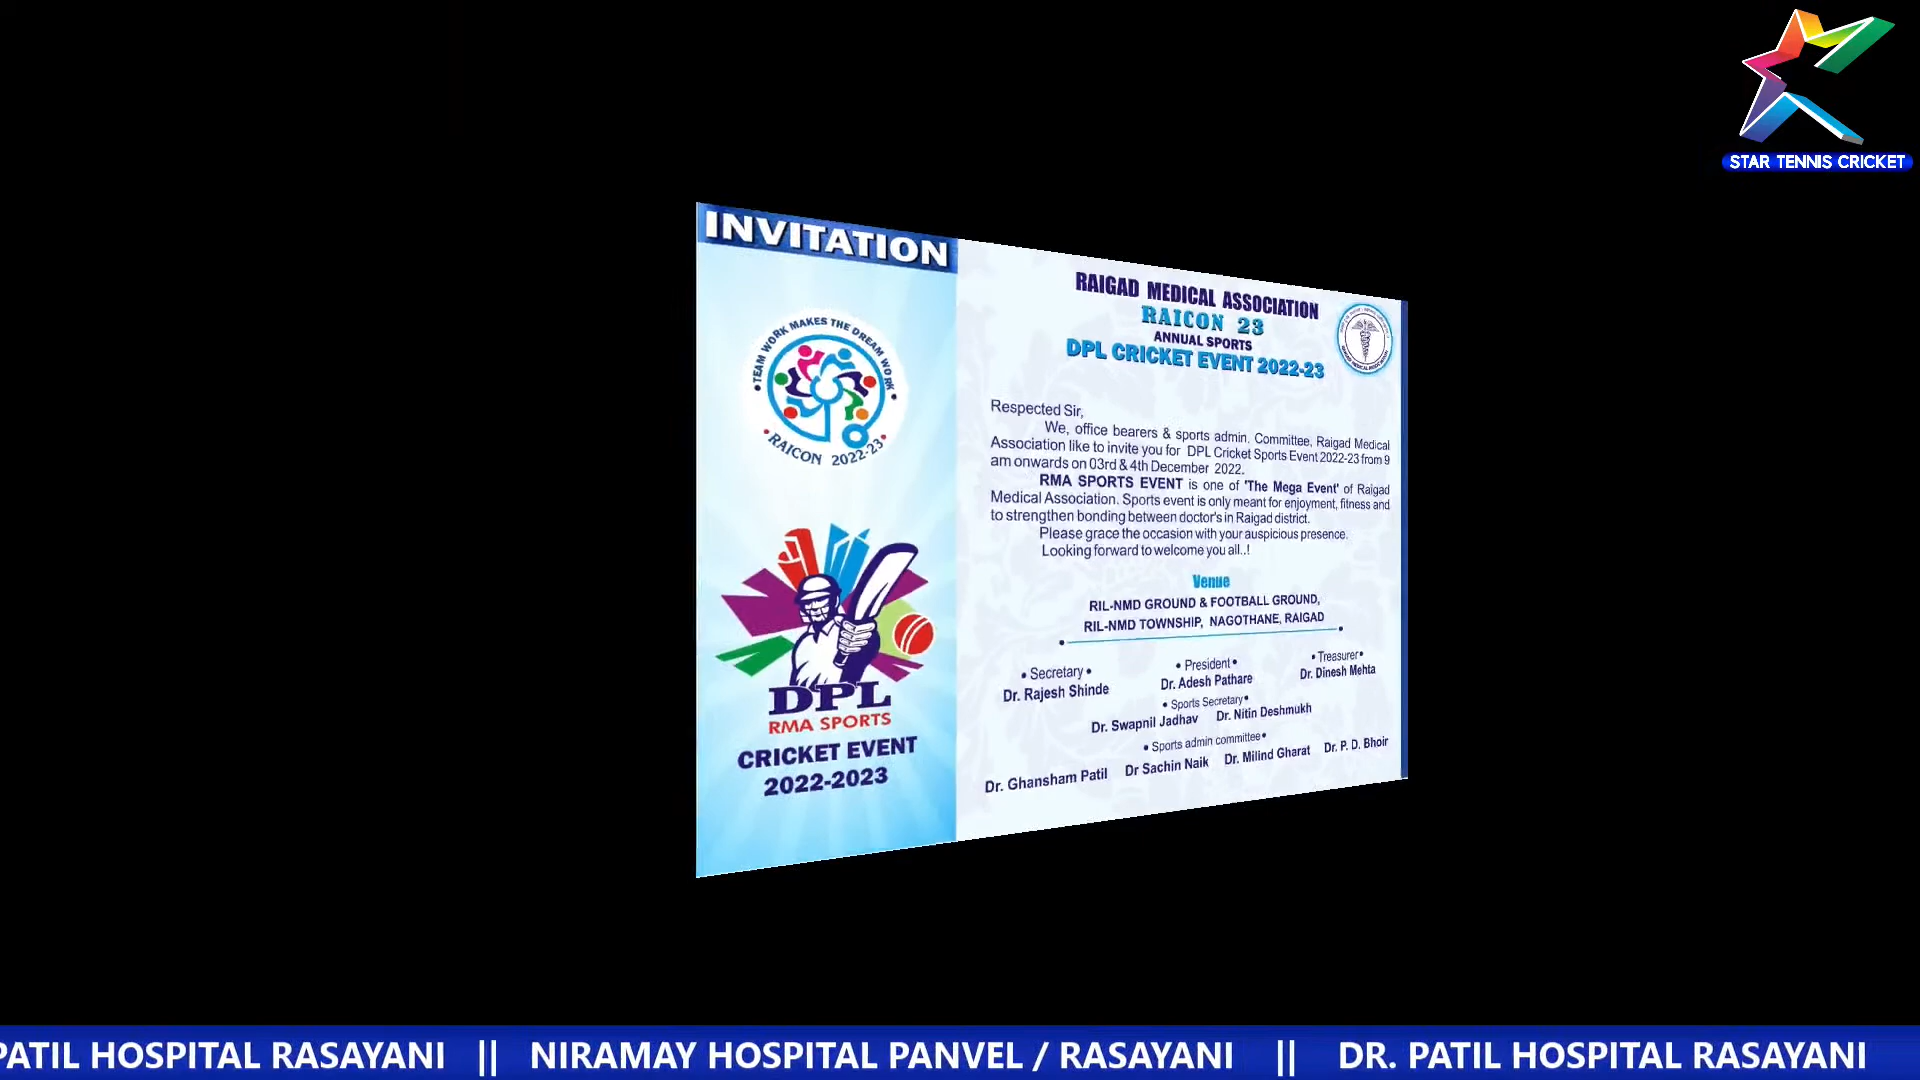 STAR TENNIS CRICKET
INVITATION
• TEAM WORK MAKES THE DREAM WORK •
• RAICON 2022-23 •
DPL
RMA SPORTS
CRICKET EVENT
2022-2023
RAIGAD MEDICAL ASSOCIATION
RAICON 23
ANNUAL SPORTS
DPL CRICKET EVENT 2022-23
Respected Sir,
We, office bearers & sports admin. Committee, Raigad Medical
Association like to invite you for DPL Cricket Sports Event 2022-23 from 9
am onwards on 03rd & 4th December 2022.
RMA SPORTS EVENT is one of 'The Mega Event' of Raigad
Medical Association. Sports event is only meant for enjoyment, fitness and
to strengthen bonding between doctor's in Raigad district.
Please grace the occasion with your auspicious presence.
Looking forward to welcome you all..!
Venue
RIL-NMD GROUND & FOOTBALL GROUND,
RIL-NMD TOWNSHIP, NAGOTHANE, RAIGAD
• Secretary • • President • • Treasurer •
Dr. Rajesh Shinde Dr. Adesh Pathare Dr. Dinesh Mehta
• Sports Secretary •
Dr. Swapnil Jadhav Dr. Nitin Deshmukh
• Sports admin committee •
Dr. Ghansham Patil Dr Sachin Naik Dr. Milind Gharat Dr. P. D. Bhoir
PATIL HOSPITAL RASAYANI || NIRAMAY HOSPITAL PANVEL / RASAYANI || DR. PATIL HOSPITAL RASAYANI